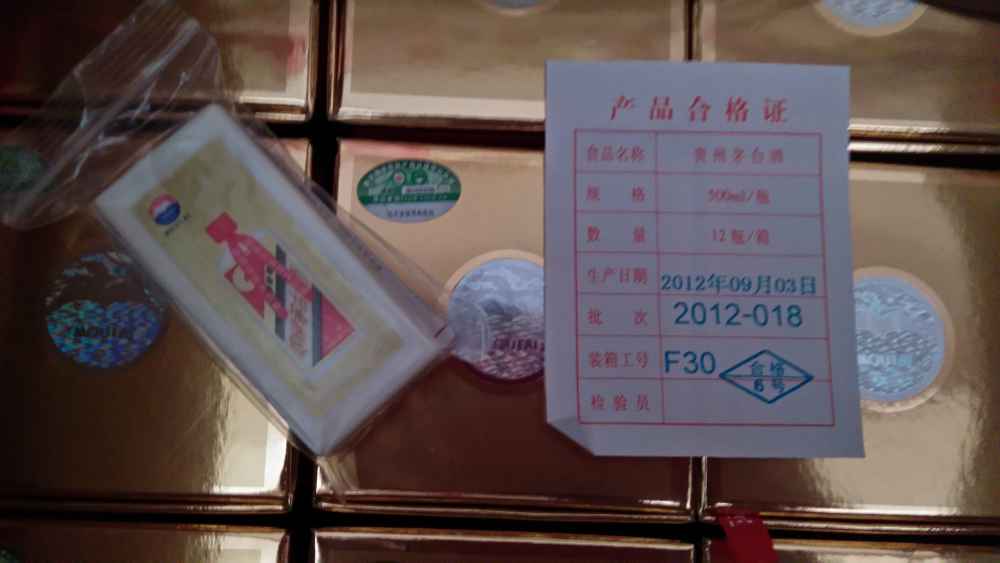 产品合格证
食品名称 贵州茅台酒
规 格 500ml/瓶
数 量 12瓶/箱
生产日期 2012年09月03日
批 次 2012-018
装箱工号 F30
合格
6号
检验员